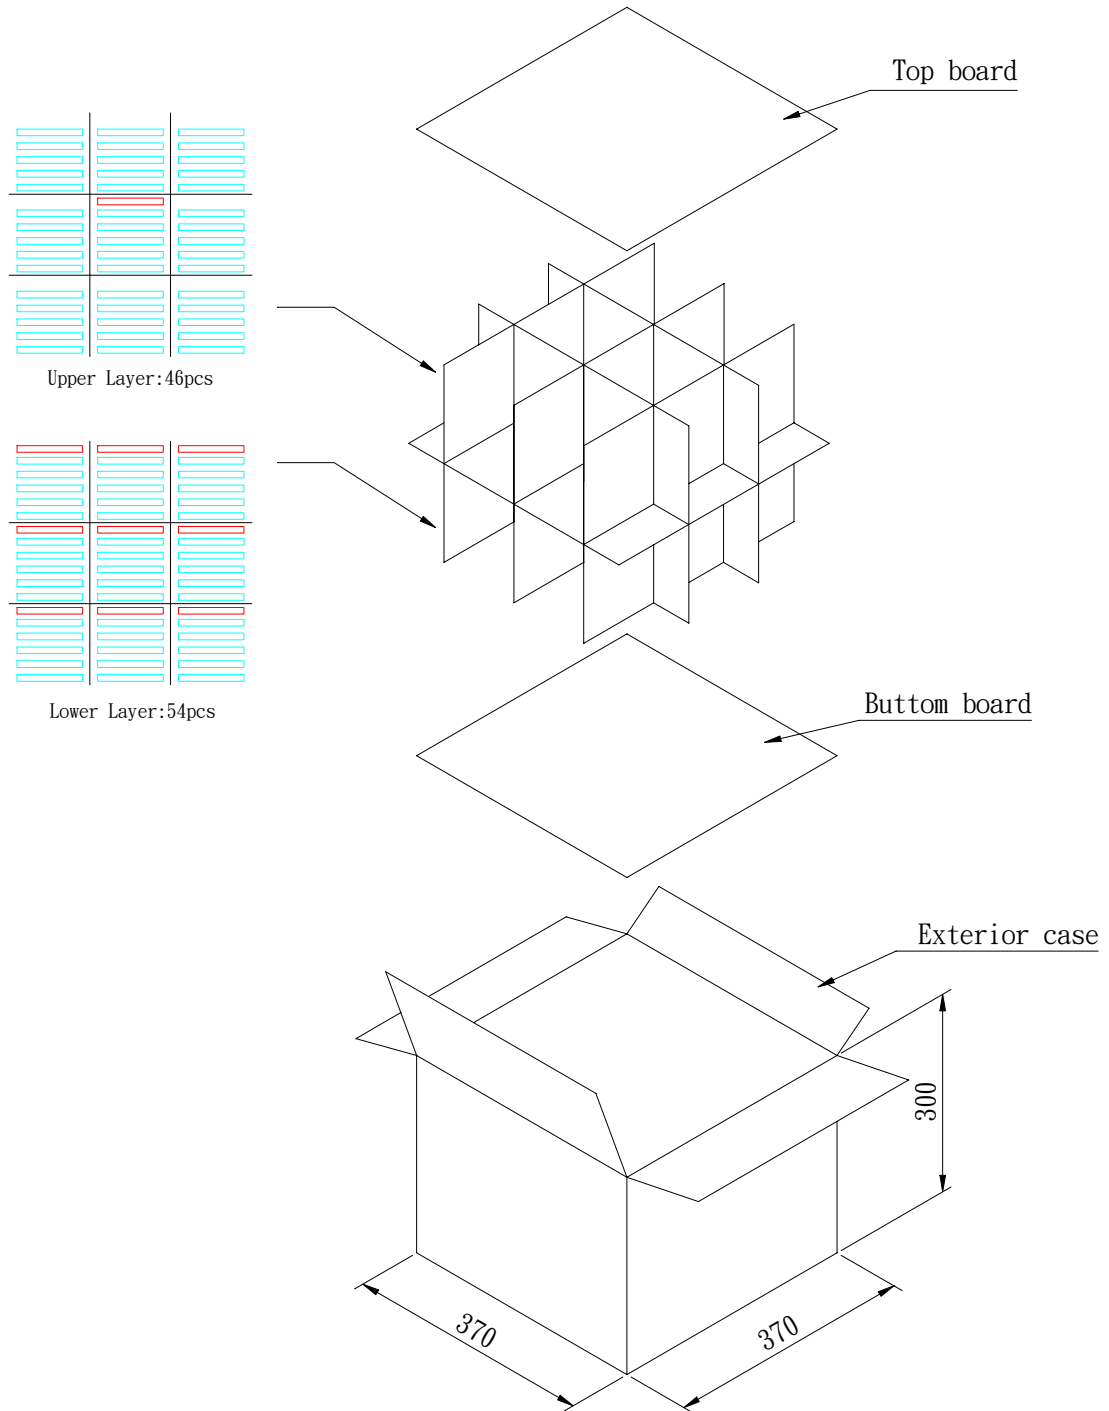 Top board
Upper Layer:46pcs
Lower Layer:54pcs
Buttom board
Exterior case
300
370
370